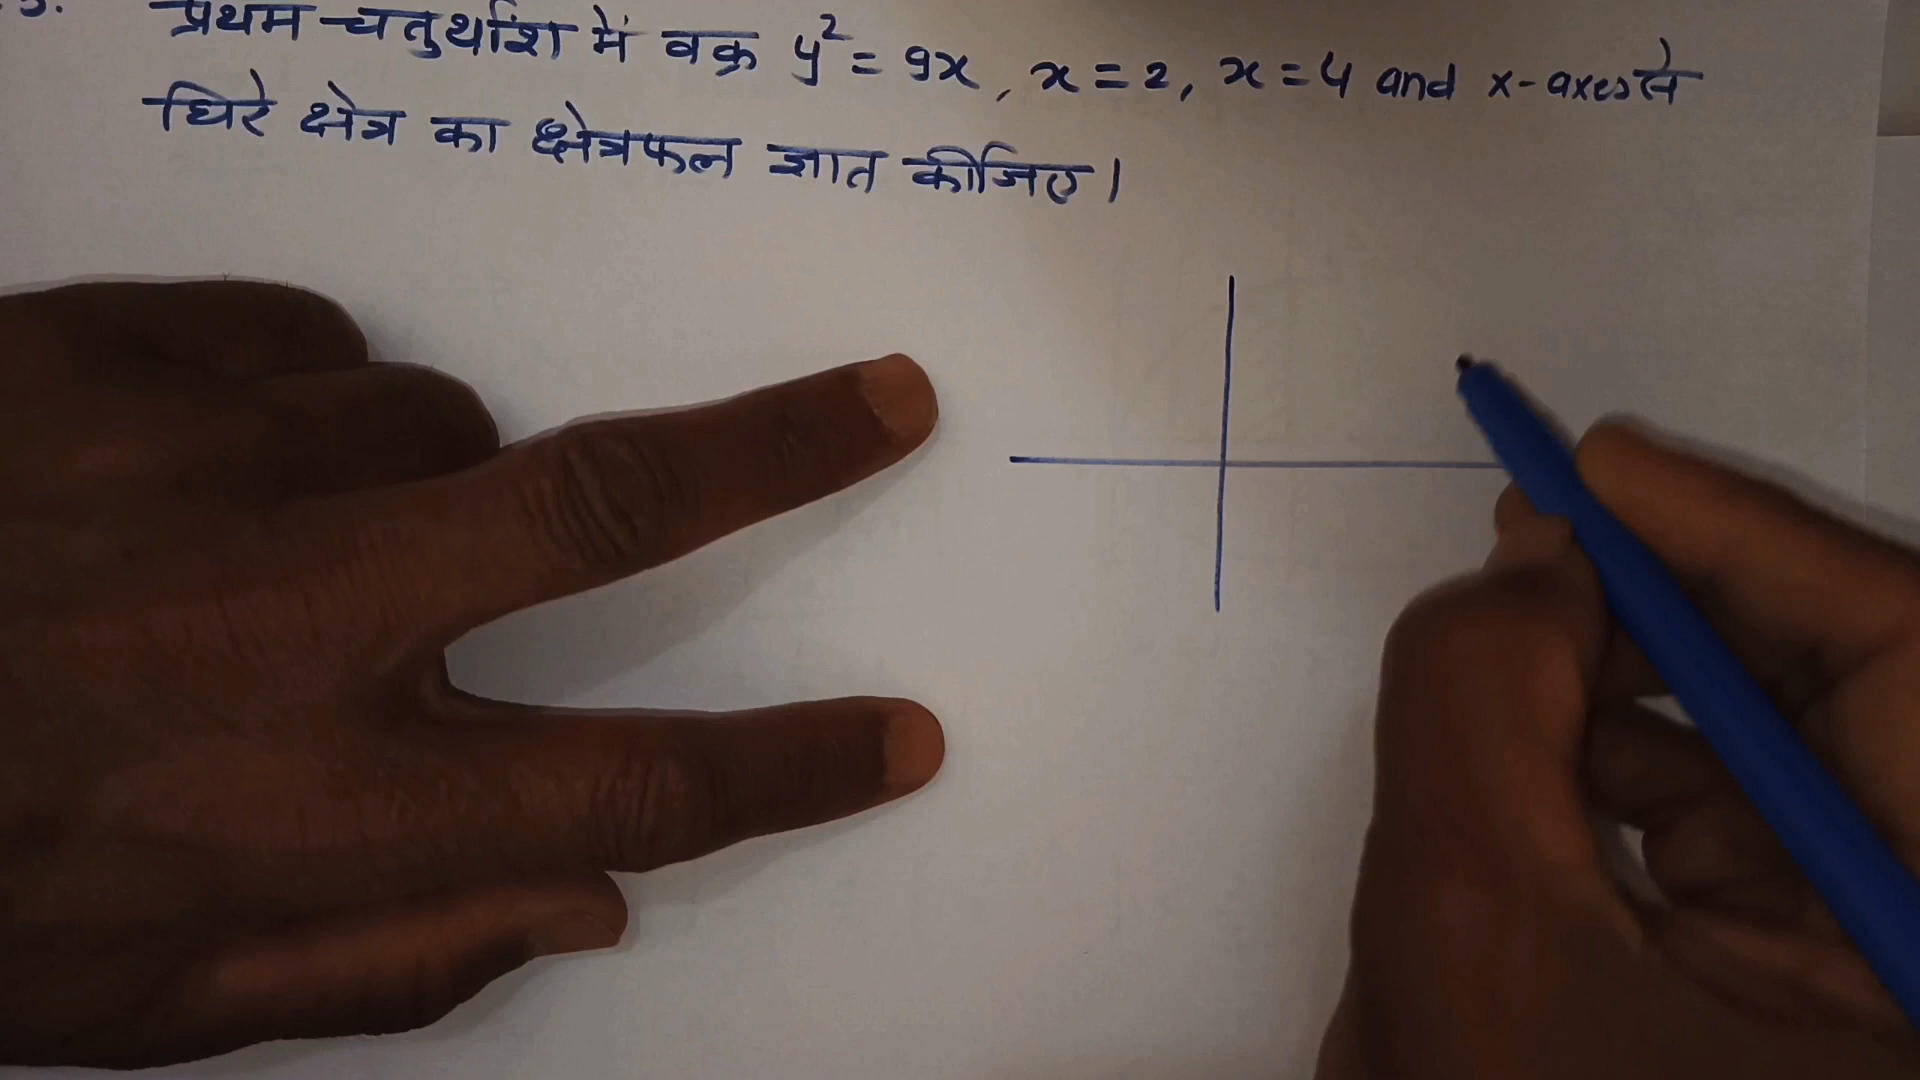 प्रथम चतुर्थांश में वक्र y² = 9x, x = 2, x = 4 and x-axes से
घिरे क्षेत्र का क्षेत्रफल ज्ञात कीजिए।